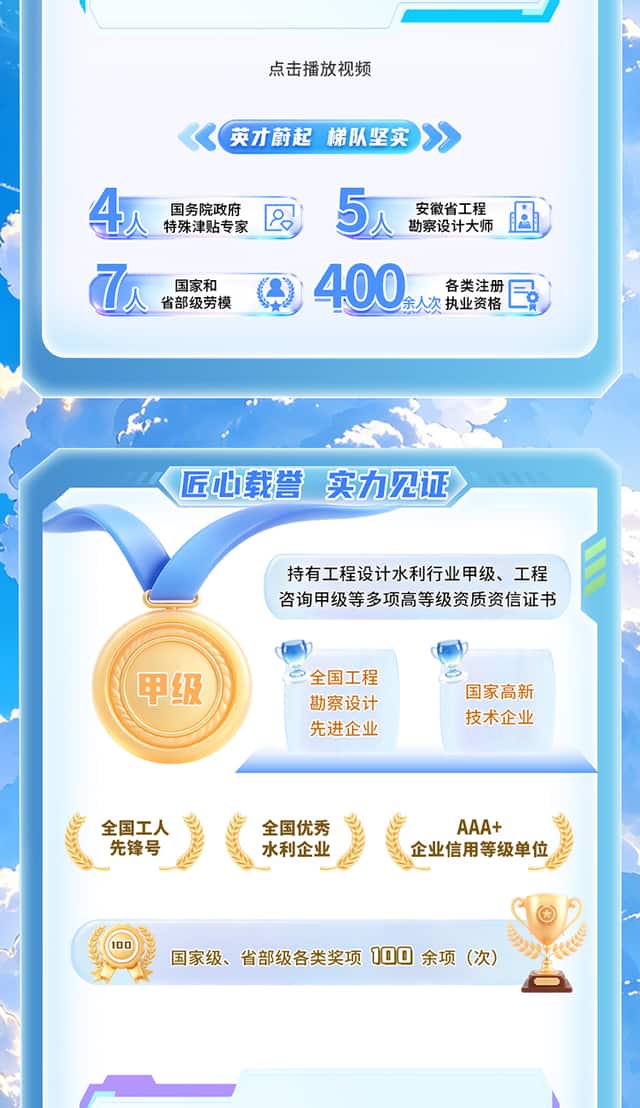 点击播放视频
英才蔚起 梯队坚实
4人
国务院政府
特殊津贴专家
5人
安徽省工程
勘察设计大师
7人
国家和
省部级劳模
400余人次
各类注册
执业资格
匠心载誉 实力见证
持有工程设计水利行业甲级、工程
咨询甲级等多项高等级资质资信证书
甲级
全国工程
勘察设计
先进企业
国家高新
技术企业
全国工人
先锋号
全国优秀
水利企业
AAA+
企业信用等级单位
100
国家级、省部级各类奖项 100 余项（次）